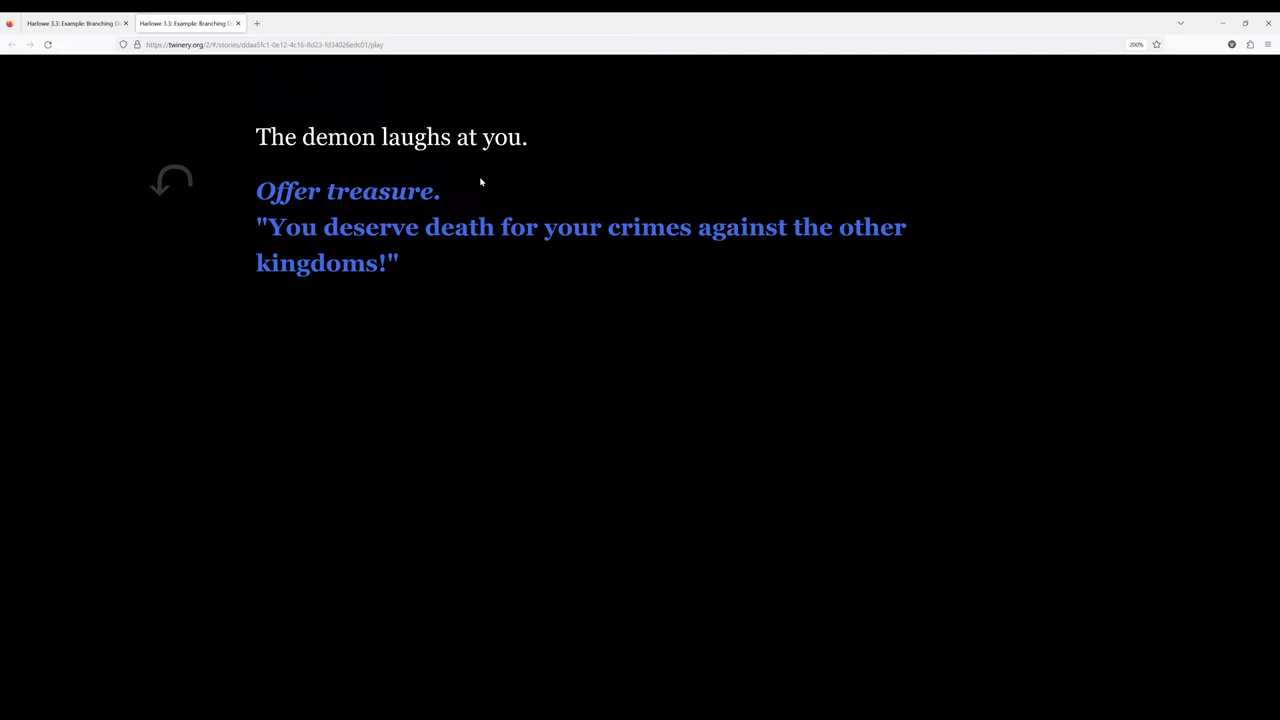 Harlowe 3.3: Example: Branching Di
Harlowe 3.3: Example: Branching Di
https://twinery.org/2/#/stories/ddaa5fc1-0e12-4c16-8d23-fd34026edc01/play
200%
The demon laughs at you.
Offer treasure.
"You deserve death for your crimes against the other
kingdoms!"